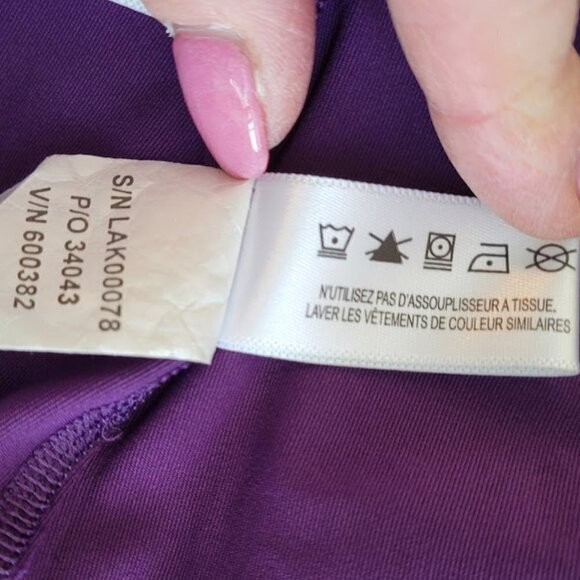 S/N LAK00078
P/O 34043
V/N 600382
N'UTILISEZ PAS D'ASSOUPLISSEUR A TISSUE.
LAVER LES VÊTEMENTS DE COULEUR SIMILAIRES